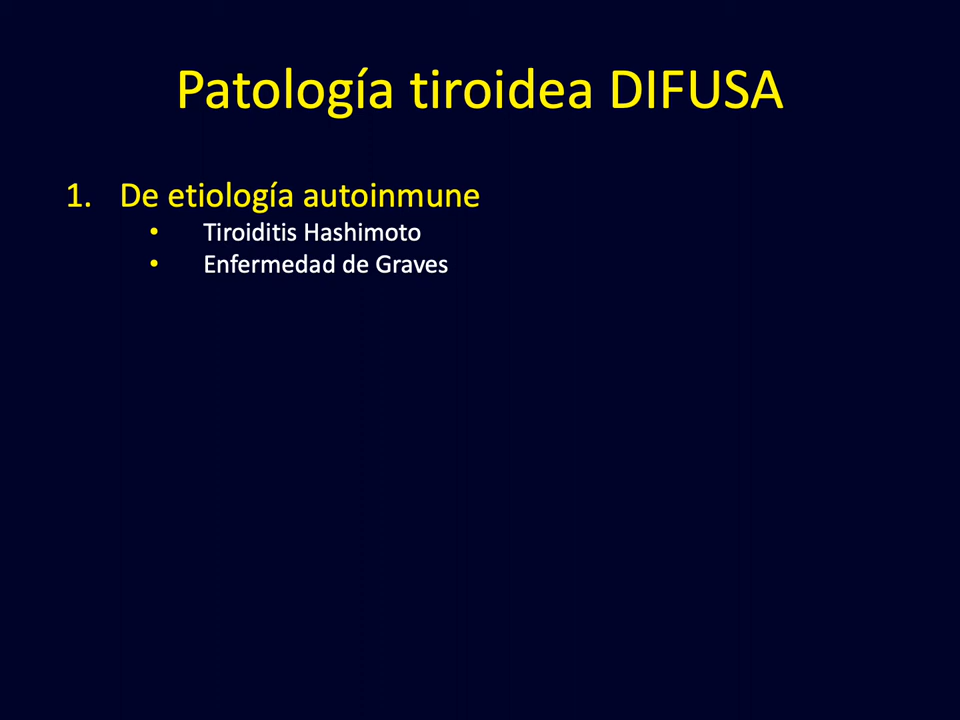 Patología tiroidea DIFUSA
1. De etiología autoinmune
• Tiroiditis Hashimoto
• Enfermedad de Graves